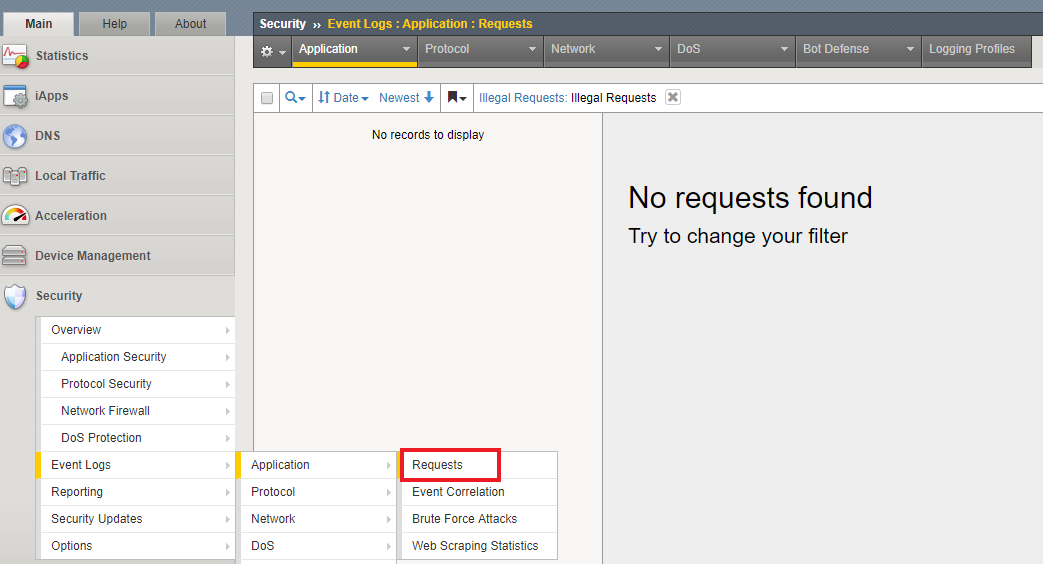 Main Help About
Security ›› Event Logs : Application : Requests
Application Protocol Network DoS Bot Defense Logging Profiles
Date Newest Illegal Requests: Illegal Requests
No records to display
No requests found
Try to change your filter
Statistics
iApps
DNS
Local Traffic
Acceleration
Device Management
Security
Overview
Application Security
Protocol Security
Network Firewall
DoS Protection
Event Logs
Reporting
Security Updates
Options
Application
Protocol
Network
DoS
Requests
Event Correlation
Brute Force Attacks
Web Scraping Statistics